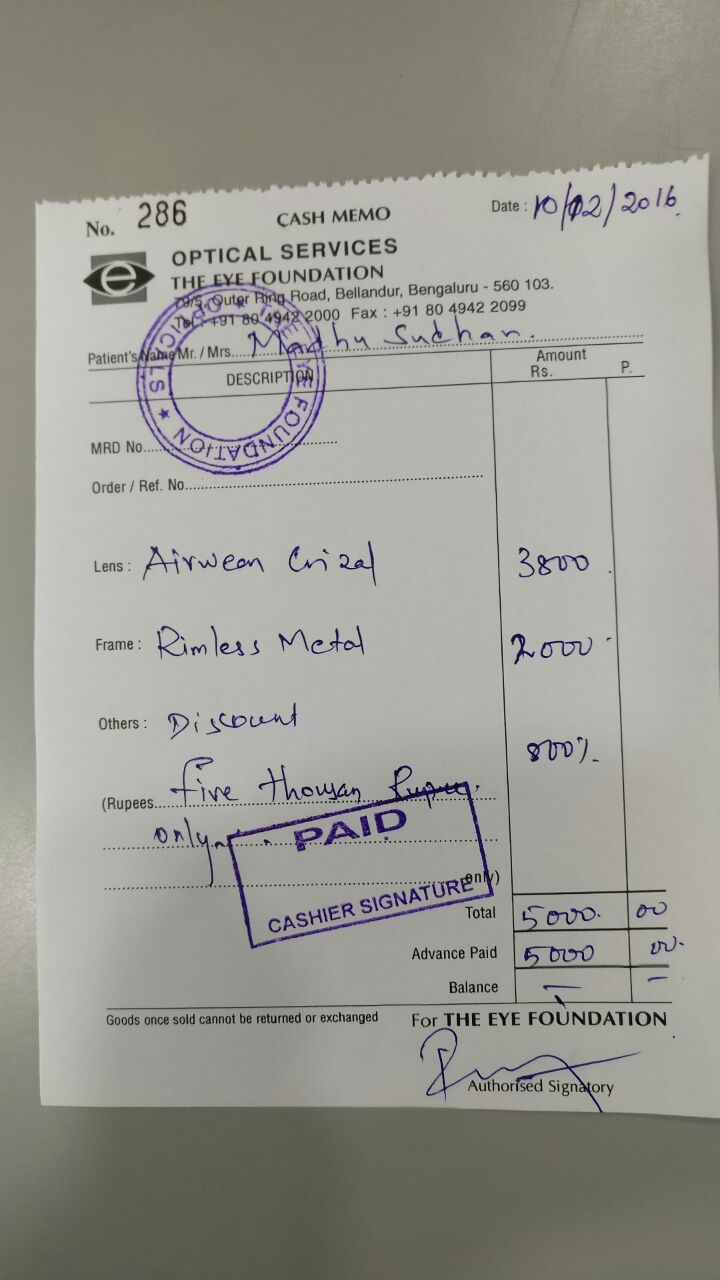 No. 286 CASH MEMO Date : 10/02/2016
OPTICAL SERVICES
THE EYE FOUNDATION
79/5, Outer Ring Road, Bellandur, Bengaluru - 560 103.
Tel : +91 80 4942 2000 Fax : +91 80 4942 2099
Patient's Name Mr. / Mrs. Madhu Sudhan.
DESCRIPTION Amount Rs. P.
THE EYE FOUNDATION ★ OPTICALS ★
MRD No.
Order / Ref. No.
Lens : Airwear Crizal 3800
Frame : Rimless Metal 2000
Others : Discount 800/-
(Rupees Five thousan Rupee
only
PAID
only)
CASHIER SIGNATURE
Total 5000. 00
Advance Paid 5000 00.
Balance — —
Goods once sold cannot be returned or exchanged For THE EYE FOUNDATION
Authorised Signatory